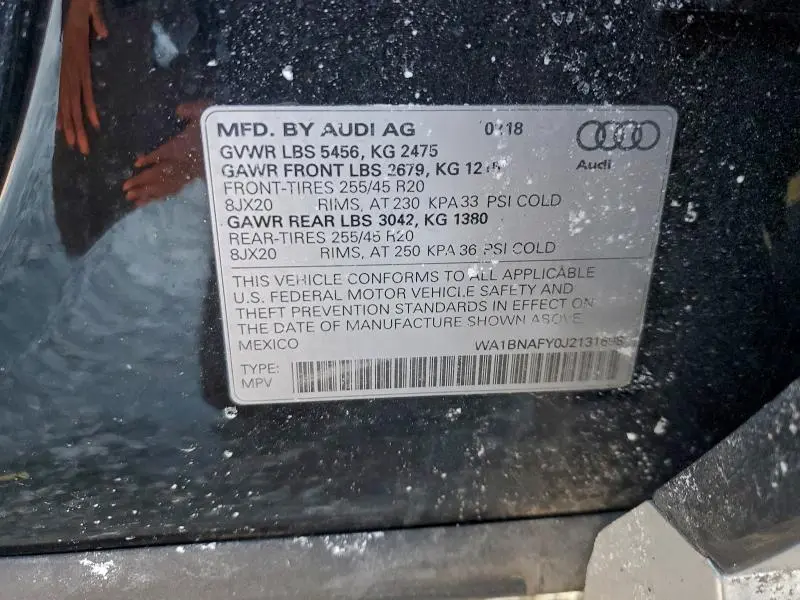 MFD. BY AUDI AG
GVWR LBS 5456, KG 2475
Audi
GAWR FRONT LBS 2679, KG
FRONT-TIRES 255/45 R20
8JX20 RIMS, AT 230 KPA 33 PSI COLD
GAWR REAR LBS 3042, KG 1380
REAR-TIRES 255/45 R20
8JX20 RIMS, AT 250 KPA 36 PSI COLD
THIS VEHICLE CONFORMS TO ALL APPLICABLE
U.S. FEDERAL MOTOR VEHICLE SAFETY AND
THEFT PREVENTION STANDARDS IN EFFECT ON
THE DATE OF MANUFACTURE SHOWN ABOVE.
MEXICO
TYPE:
MPV